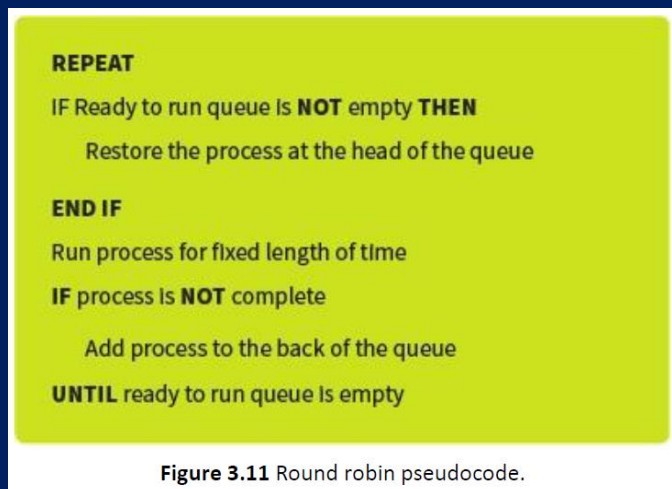 REPEAT
IF Ready to run queue is NOT empty THEN
Restore the process at the head of the queue
END IF
Run process for fixed length of time
IF process is NOT complete
Add process to the back of the queue
UNTIL ready to run queue is empty
Figure 3.11 Round robin pseudocode.